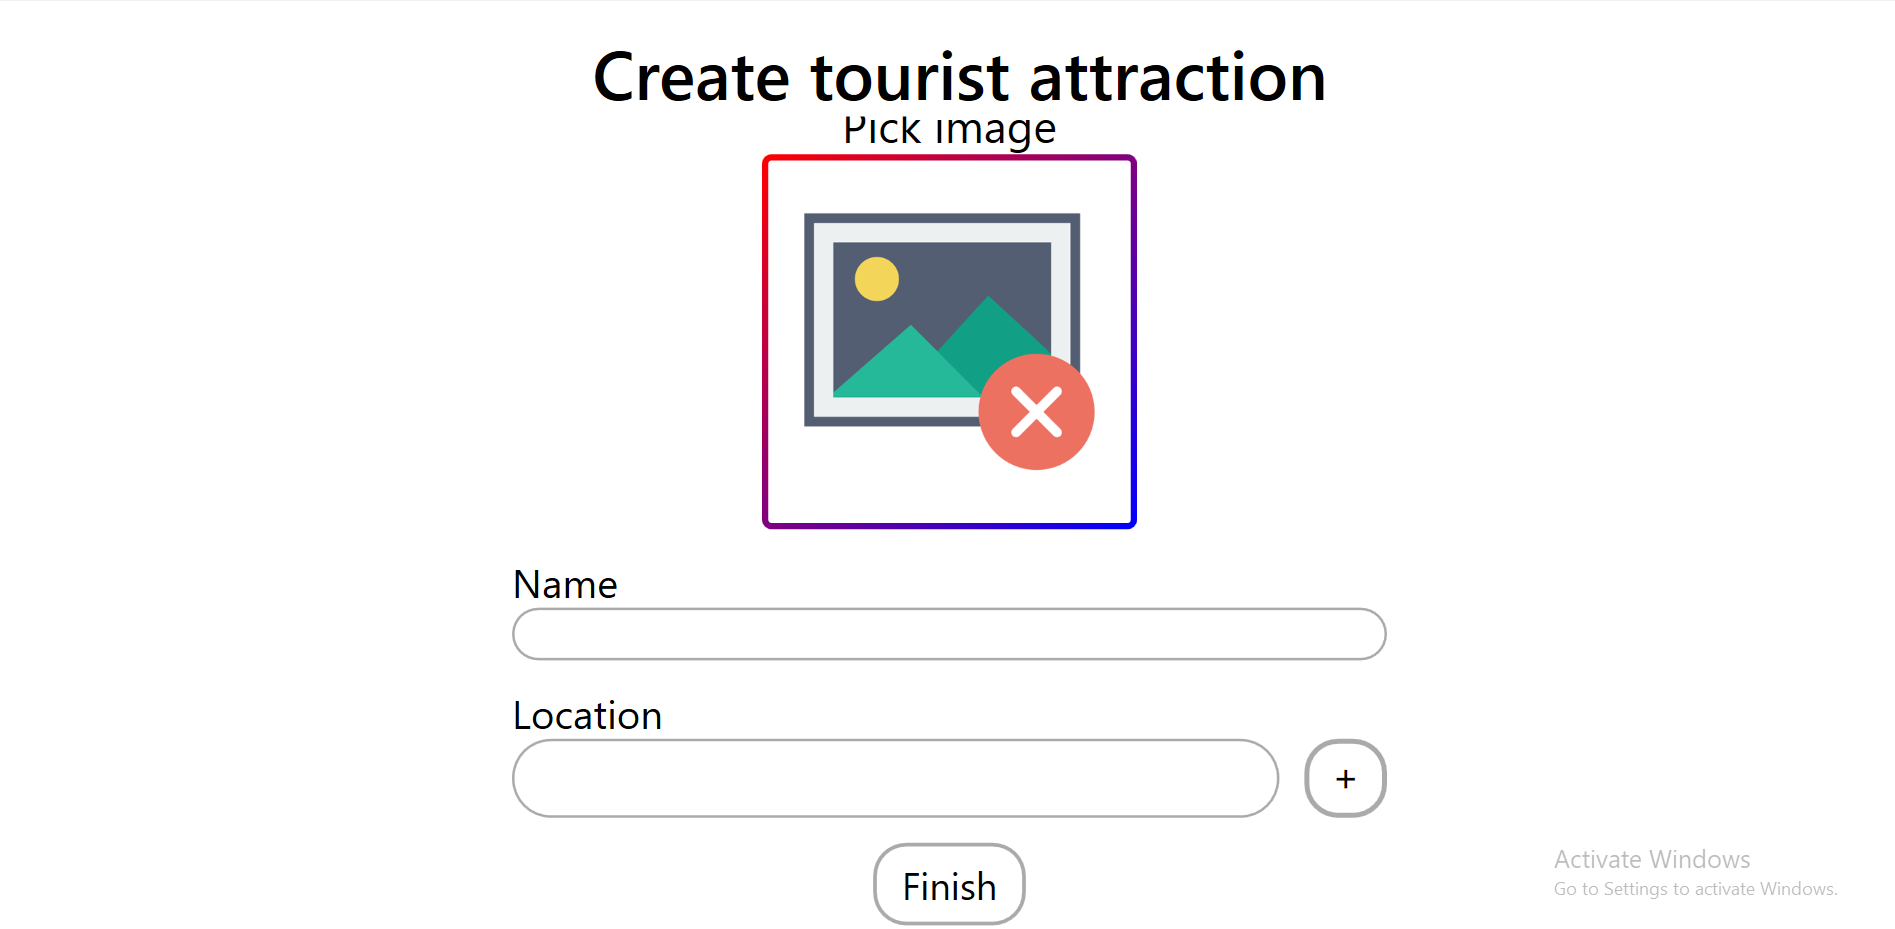 Create tourist attraction
Pick image
Name
Location
+
Finish
Activate Windows
Go to Settings to activate Windows.